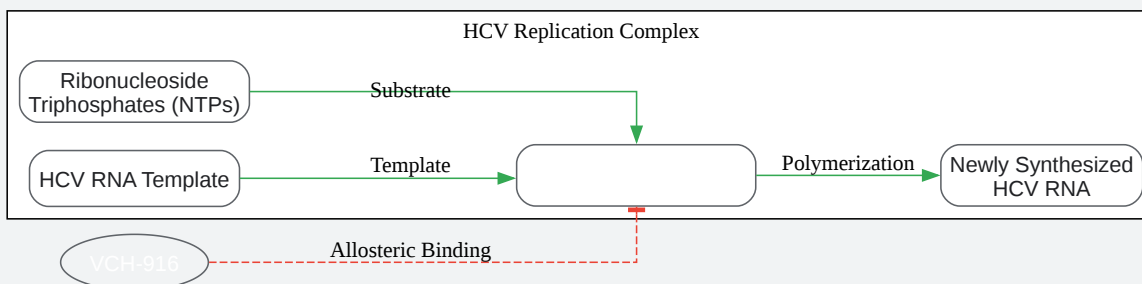 HCV Replication Complex
Ribonucleoside
Triphosphates (NTPs)
Substrate
HCV RNA Template
Template
Polymerization
Newly Synthesized
HCV RNA
VCH-916
Allosteric Binding